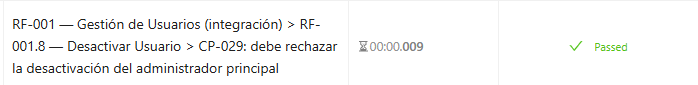 RF-001 — Gestión de Usuarios (integración) > RF-
001.8 — Desactivar Usuario > CP-029: debe rechazar
la desactivación del administrador principal
00:00.009
Passed